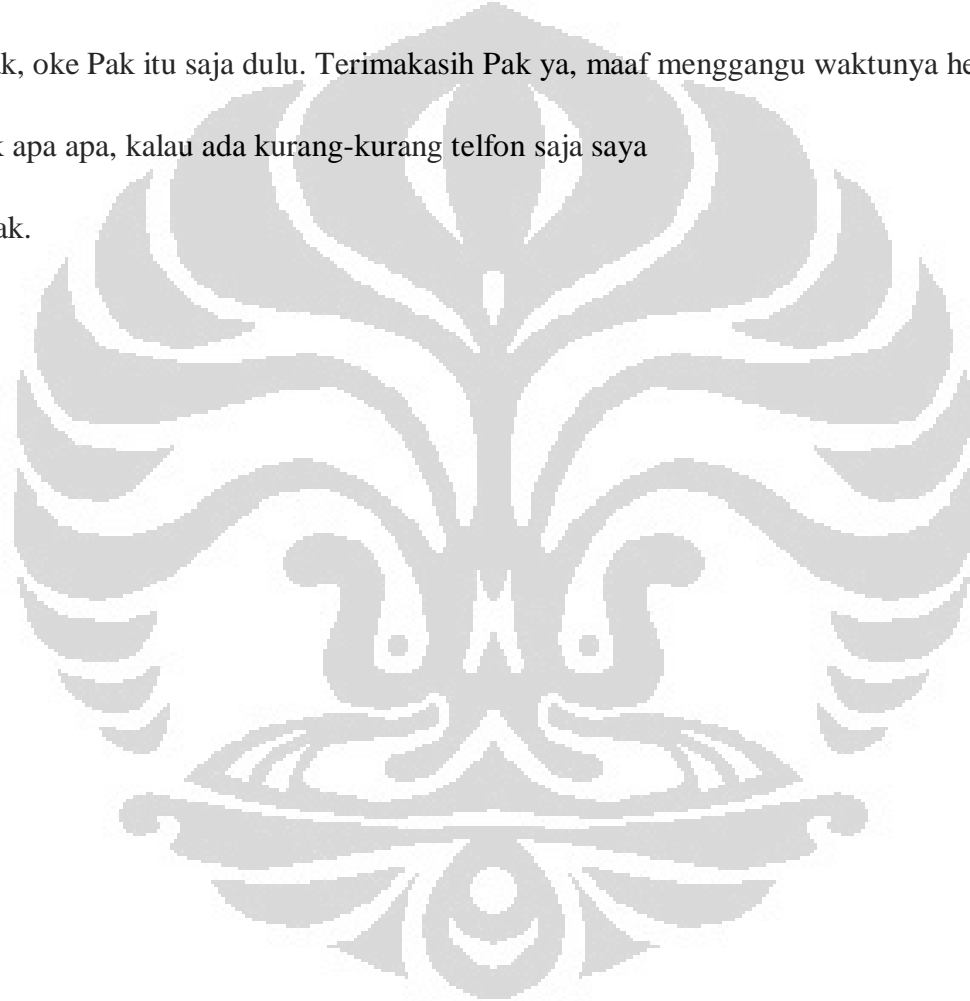 k, oke Pak itu saja dulu. Terimakasih Pak ya, maaf menggangu waktunya he
k apa apa, kalau ada kurang-kurang telfon saja saya
ak.